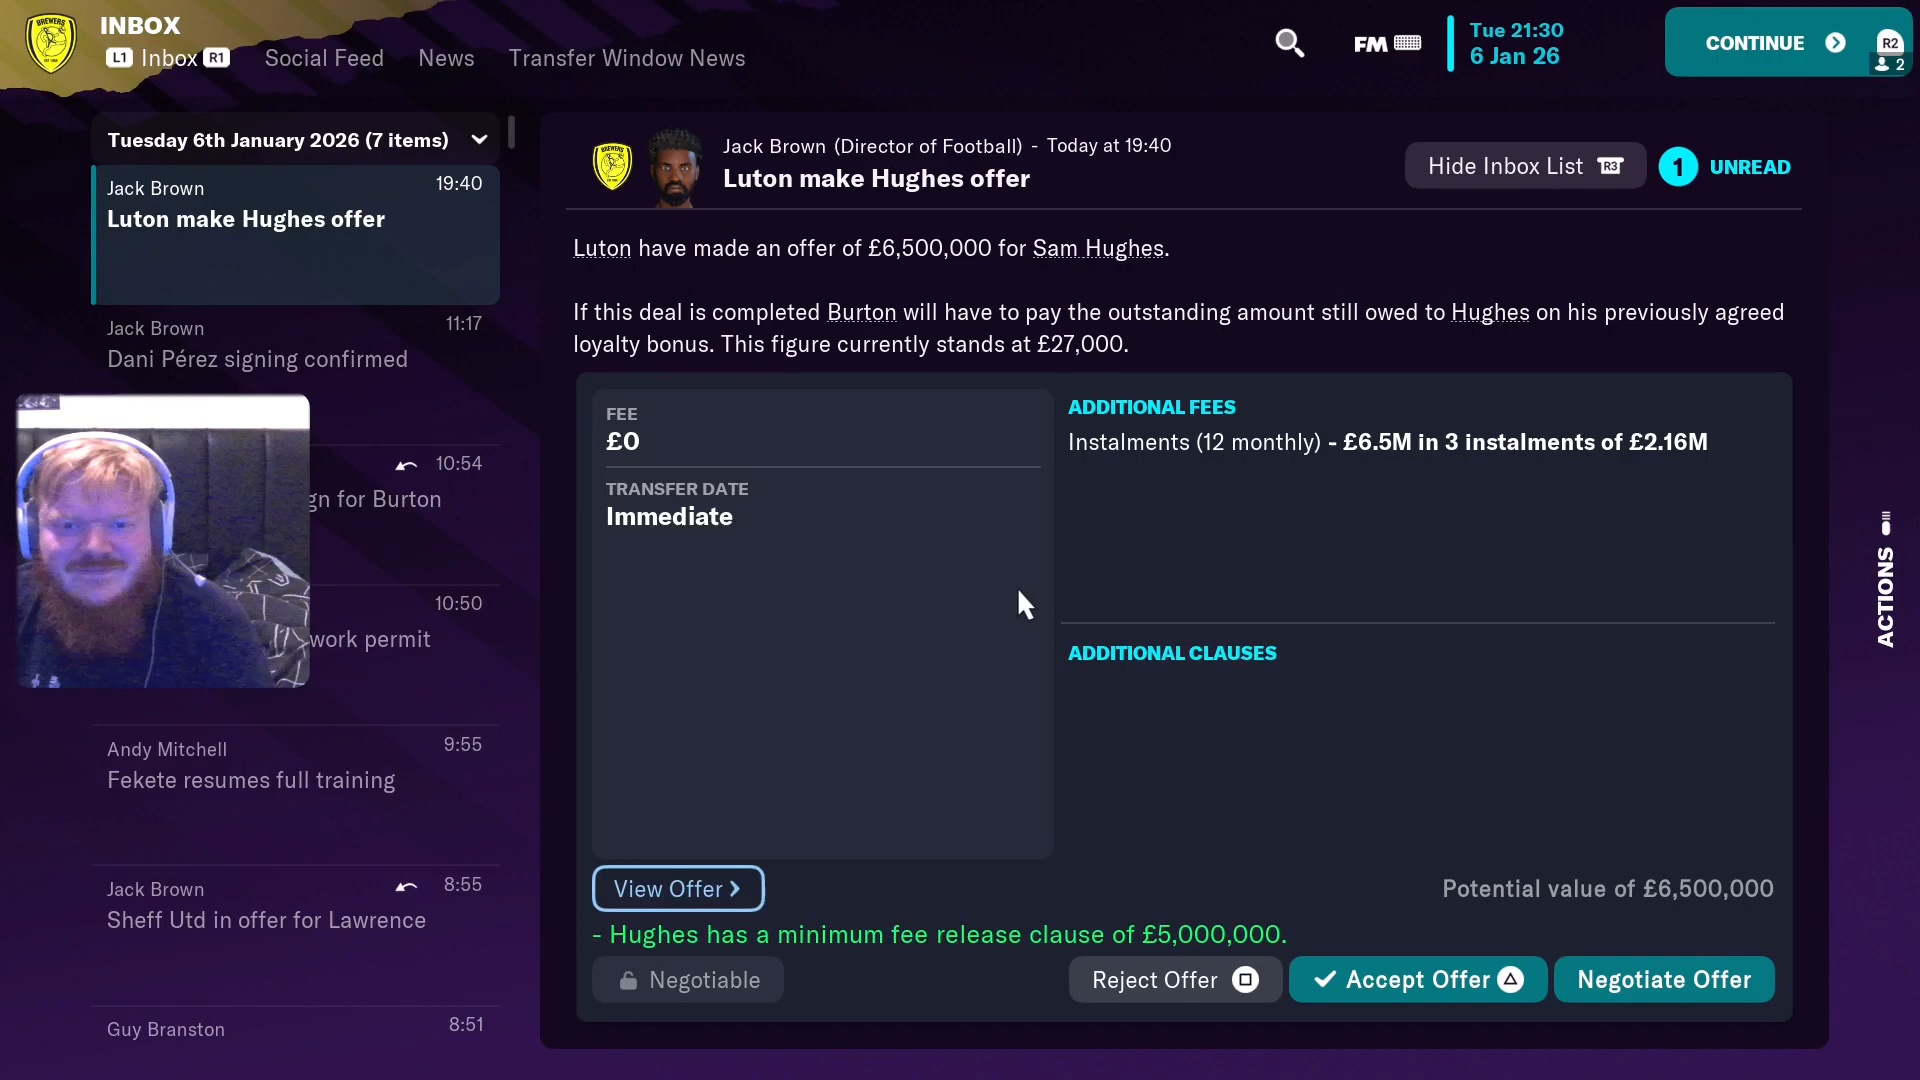 BREWERS
INBOX
L1 Inbox R1
Social Feed
News
Transfer Window News
FM
Tue 21:30
6 Jan 26
CONTINUE
R2
2
Tuesday 6th January 2026 (7 items)
Jack Brown
19:40
Luton make Hughes offer
Jack Brown
11:17
Dani Pérez signing confirmed
10:54
gn for Burton
10:50
work permit
Andy Mitchell
9:55
Fekete resumes full training
Jack Brown
8:55
Sheff Utd in offer for Lawrence
Guy Branston
8:51
BREWERS
Jack Brown (Director of Football) - Today at 19:40
Luton make Hughes offer
Hide Inbox List R3
1 UNREAD
Luton have made an offer of £6,500,000 for Sam Hughes.
If this deal is completed Burton will have to pay the outstanding amount still owed to Hughes on his previously agreed
loyalty bonus. This figure currently stands at £27,000.
FEE
£0
TRANSFER DATE
Immediate
ADDITIONAL FEES
Instalments (12 monthly) - £6.5M in 3 instalments of £2.16M
ADDITIONAL CLAUSES
View Offer
Potential value of £6,500,000
- Hughes has a minimum fee release clause of £5,000,000.
Negotiable
Reject Offer
Accept Offer
Negotiate Offer
ACTIONS